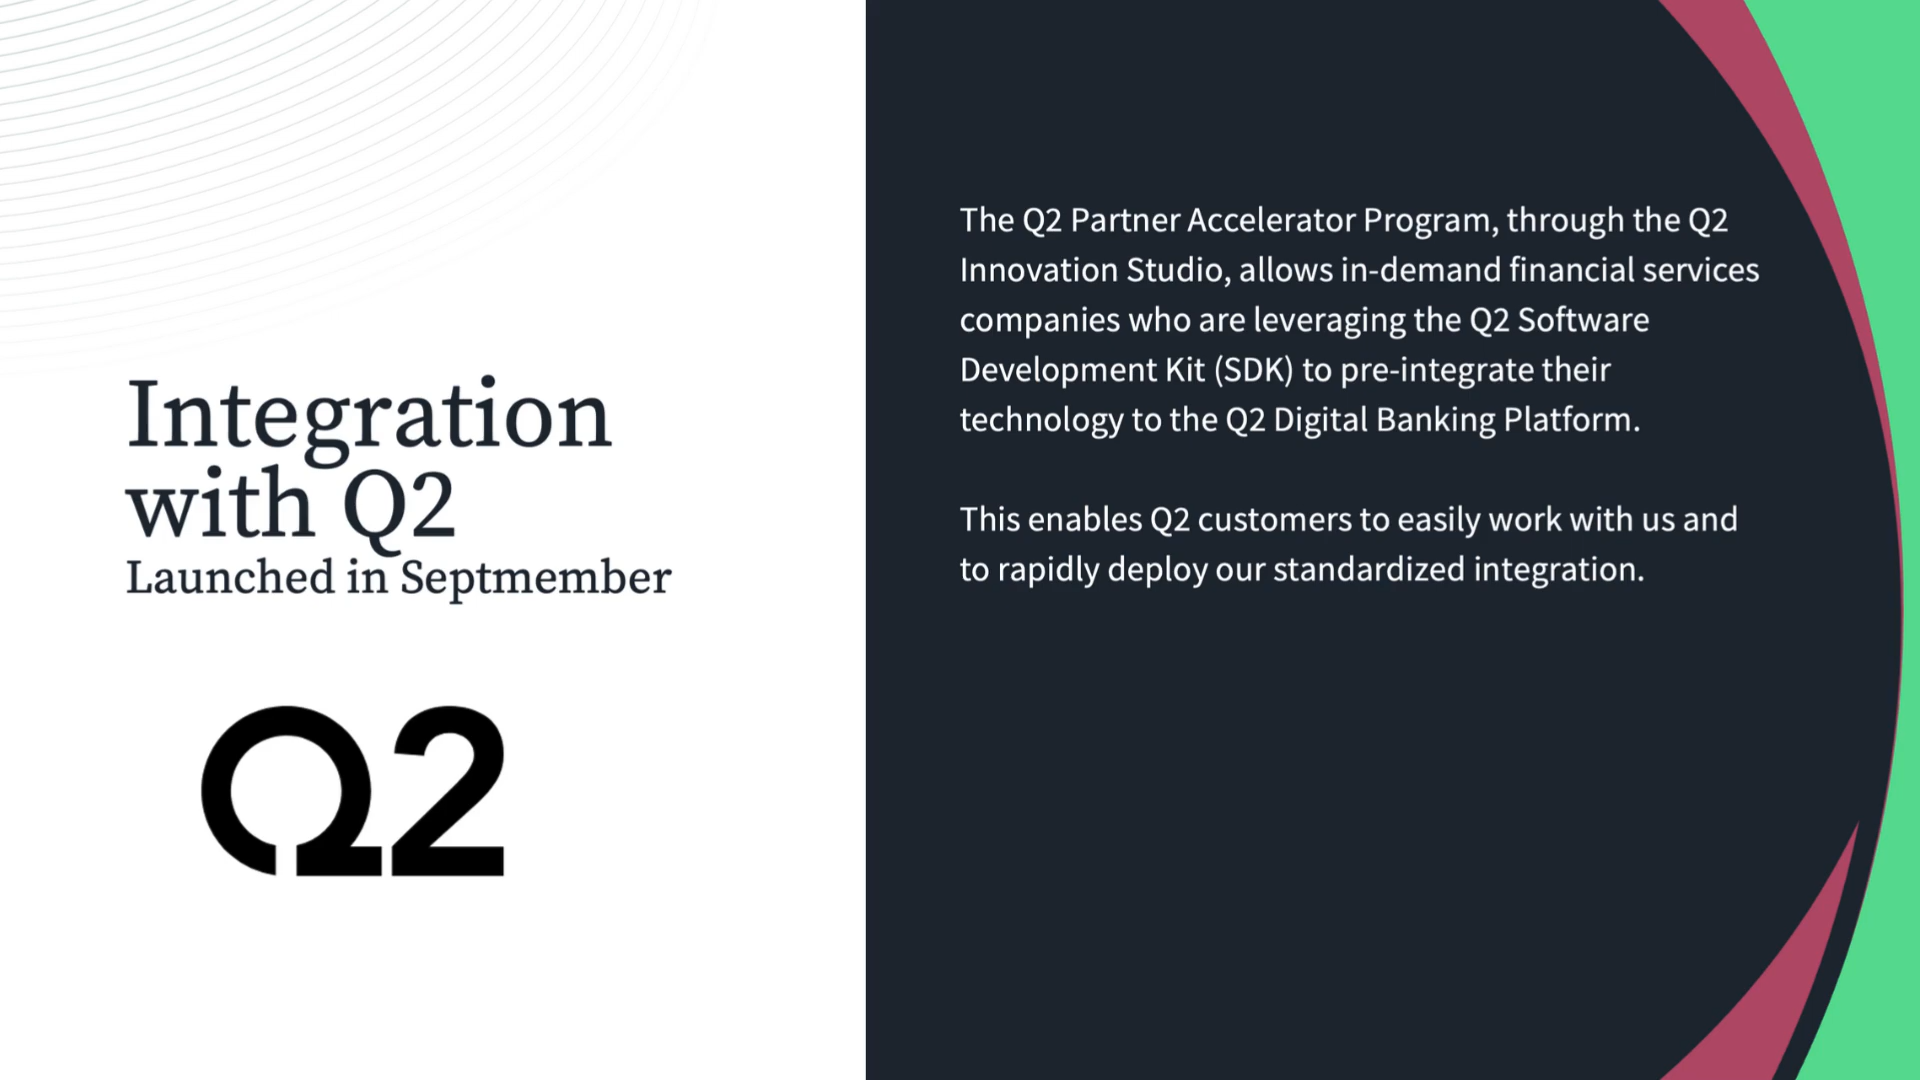 Integration
with Q2
Launched in Septmember
Q2
The Q2 Partner Accelerator Program, through the Q2
Innovation Studio, allows in-demand financial services
companies who are leveraging the Q2 Software
Development Kit (SDK) to pre-integrate their
technology to the Q2 Digital Banking Platform.
This enables Q2 customers to easily work with us and
to rapidly deploy our standardized integration.